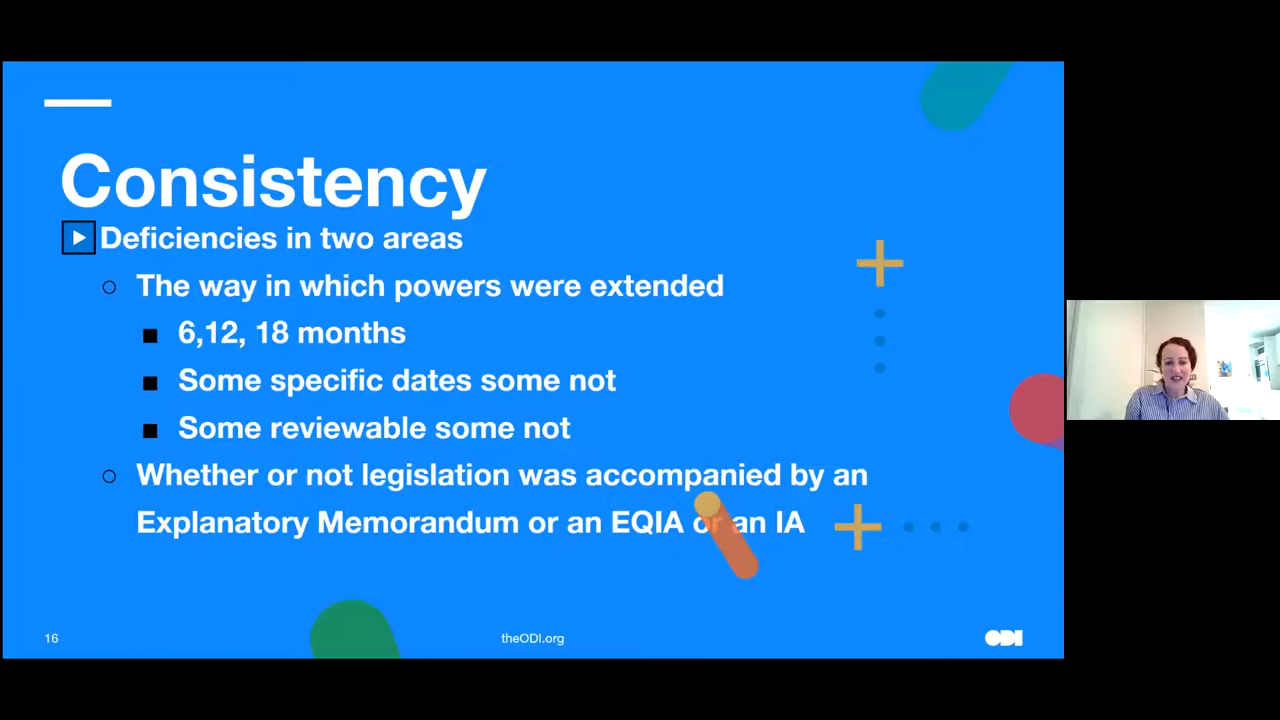 Consistency
Deficiencies in two areas
The way in which powers were extended
6,12, 18 months
Some specific dates some not
Some reviewable some not
Whether or not legislation was accompanied by an
Explanatory Memorandum or an EQIA or an IA
16
theODI.org
ODI